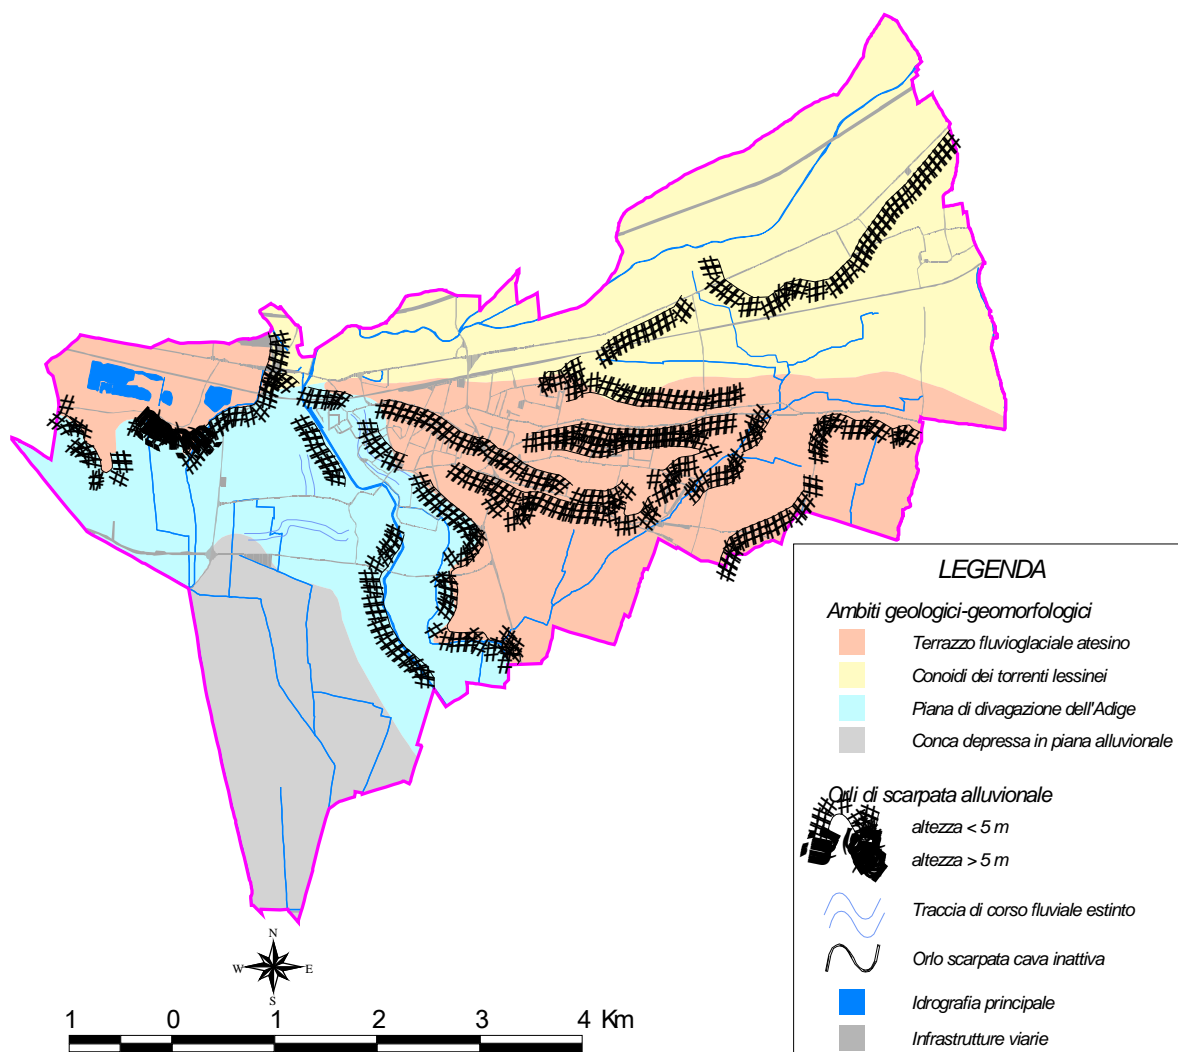 LEGENDA
Ambiti geologici-geomorfologici
Terrazzo fluvioglaciale atesino
Conoidi dei torrenti lessinei
Piana di divagazione dell'Adige
Conca depressa in piana alluvionale
Orli di scarpata alluvionale
altezza < 5 m
altezza > 5 m
Traccia di corso fluviale estinto
Orlo scarpata cava inattiva
Idrografia principale
Infrastrutture viarie
N
W E
S
1 0 1 2 3 4 Km